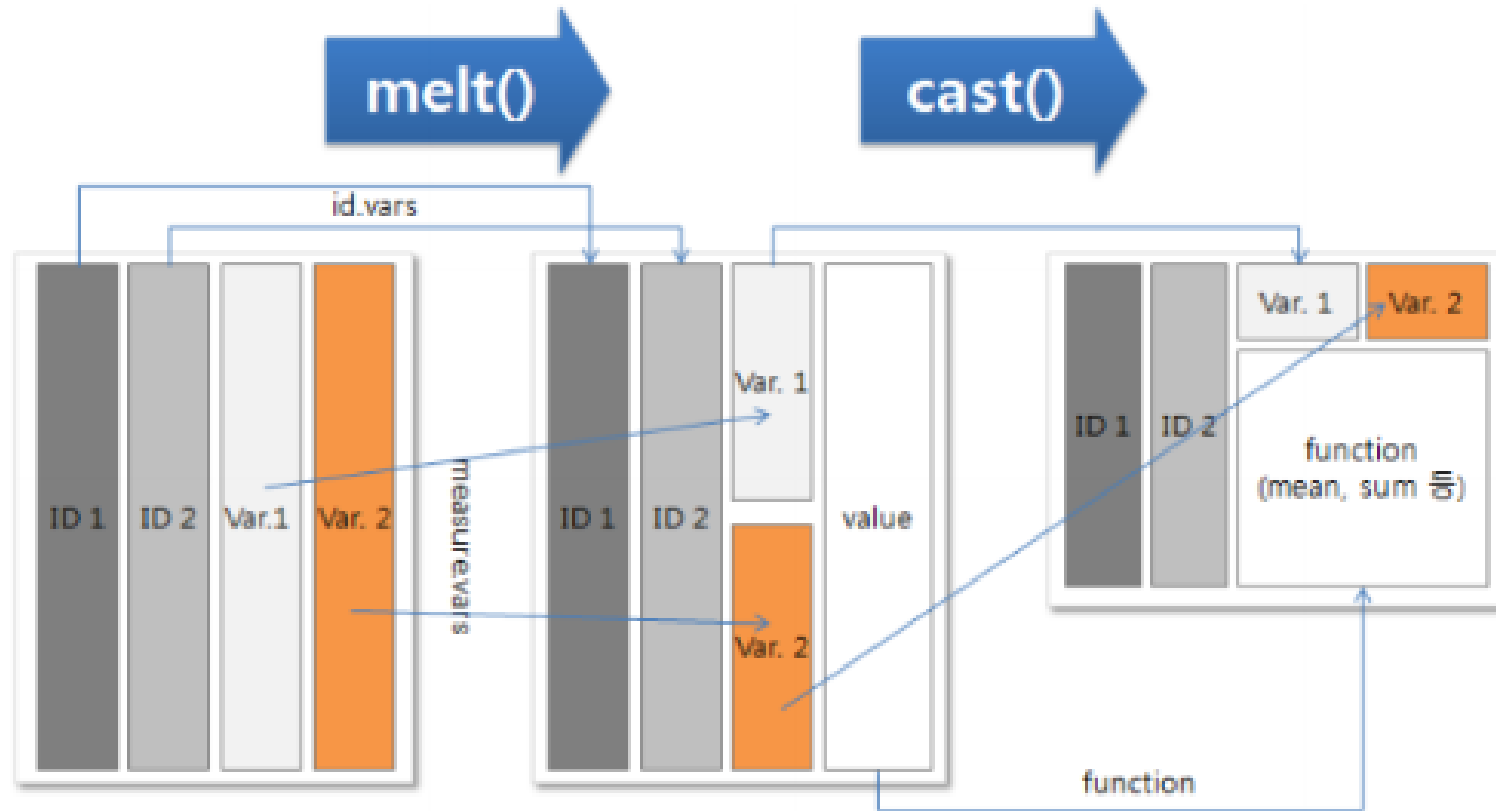 melt()
cast()
id.vars
ID 1
ID 2
Var.1
Var. 2
measure.vars
ID 1
ID 2
Var. 1
Var. 2
value
ID 1
ID 2
Var. 1
Var. 2
function
(mean, sum 등)
function